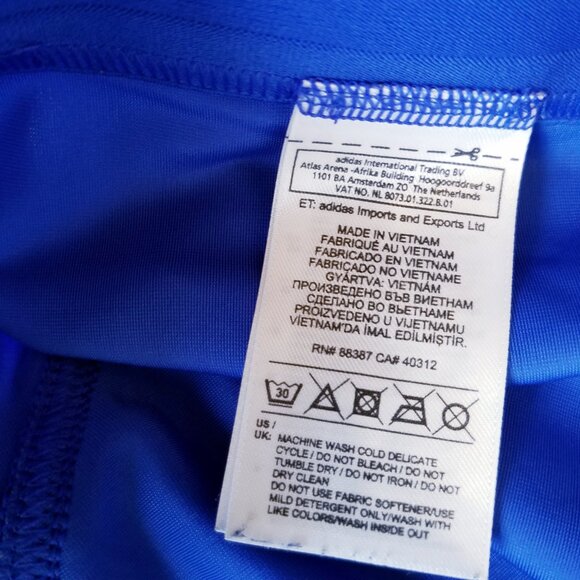 adidas International Trading BV
Atlas Arena -Afrika Building Hoogoorddreef 9a
1101 BA Amsterdam ZO The Netherlands
VAT NO. NL 8073.01.322.B.01
ET: adidas Imports and Exports Ltd
MADE IN VIETNAM
FABRIQUÉ AU VIETNAM
FABRICADO EN VIETNAM
FABRICADO NO VIETNAME
GYÁRTVA: VIETNÁM
ПРОИЗВЕДЕНО ВЪВ ВИЕТНАМ
СДЕЛАНО ВО ВЬЕТНАМЕ
PROIZVEDENO U VIJETNAMU
VİETNAM'DA İMAL EDİLMİŞTİR.
RN# 88387 CA# 40312
30
US /
UK: MACHINE WASH COLD DELICATE
CYCLE / DO NOT BLEACH / DO NOT
TUMBLE DRY / DO NOT IRON / DO NOT
DRY CLEAN
DO NOT USE FABRIC SOFTENER/USE
MILD DETERGENT ONLY/WASH WITH
LIKE COLORS/WASH INSIDE OUT